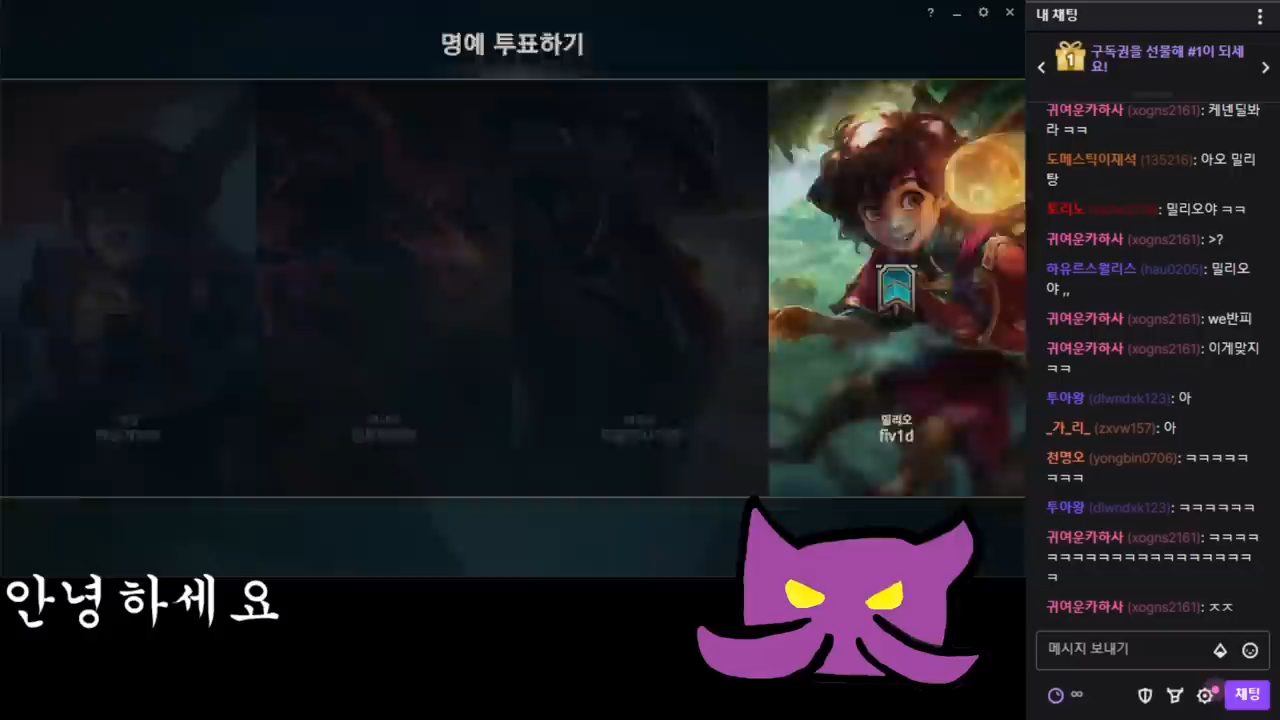 명예 투표하기
밀리오
fiv1d
안녕하세요
내 채팅
1
구독권을 선물해 #1이 되세
요!
귀여운카하사 (xogns2161): 케넨딜봐
라 ㅋㅋ
도메스틱이재석 (135216): 아오 밀리
탕
토리노 : 밀리오야 ㅋㅋ
귀여운카하사 (xogns2161): >?
하유르스월리스 (hau0205): 밀리오
야 ,,
귀여운카하사 (xogns2161): we반피
귀여운카하사 (xogns2161): 이게맞지
ㅋㅋ
투아왕 (dlwndxk123): 아
_가_리_ (zxvw157): 아
천명오 (yongbin0706): ㅋㅋㅋㅋㅋ
ㅋㅋㅋ
투아왕 (dlwndxk123): ㅋㅋㅋㅋㅋㅋ
귀여운카하사 (xogns2161): ㅋㅋㅋㅋ
ㅋㅋㅋㅋㅋㅋㅋㅋㅋㅋㅋㅋㅋㅋㅋㅋ
ㅋ
귀여운카하사 (xogns2161): ㅈㅈ
메시지 보내기
채팅